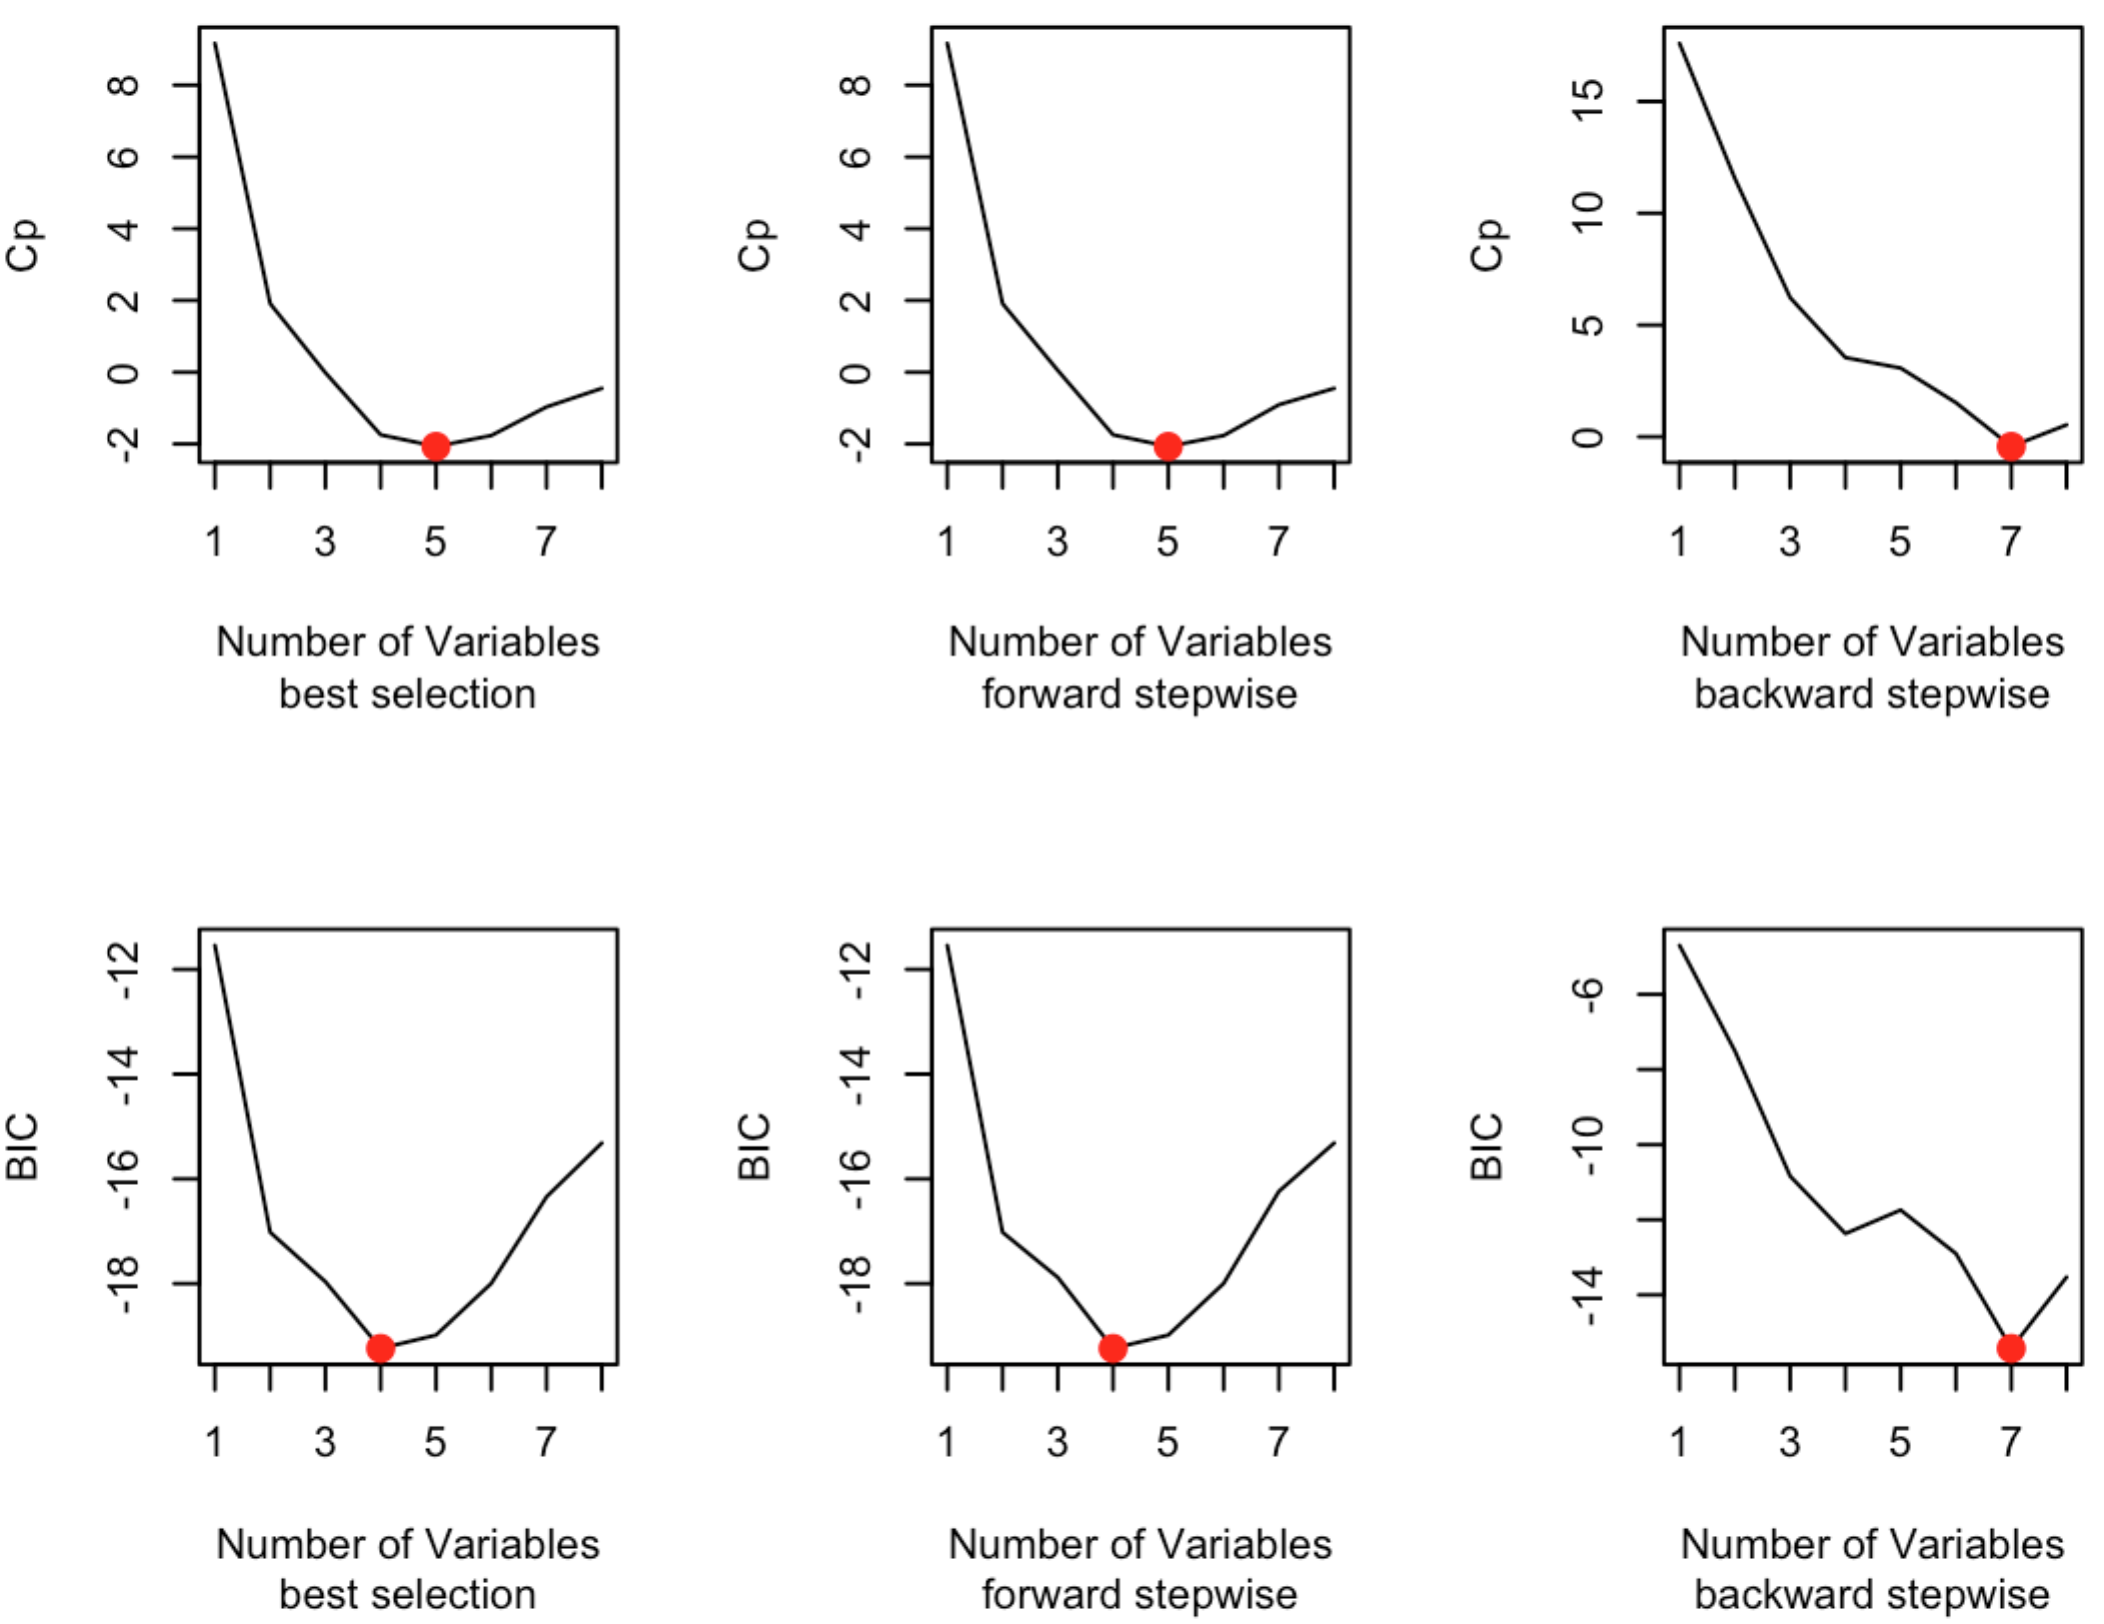 Cp
8
6
4
2
0
-2
1 3 5 7
Number of Variables
best selection
Cp
8
6
4
2
0
-2
1 3 5 7
Number of Variables
forward stepwise
Cp
15
10
5
0
1 3 5 7
Number of Variables
backward stepwise
BIC
-12
-14
-16
-18
1 3 5 7
Number of Variables
best selection
BIC
-12
-14
-16
-18
1 3 5 7
Number of Variables
forward stepwise
BIC
-6
-10
-14
1 3 5 7
Number of Variables
backward stepwise